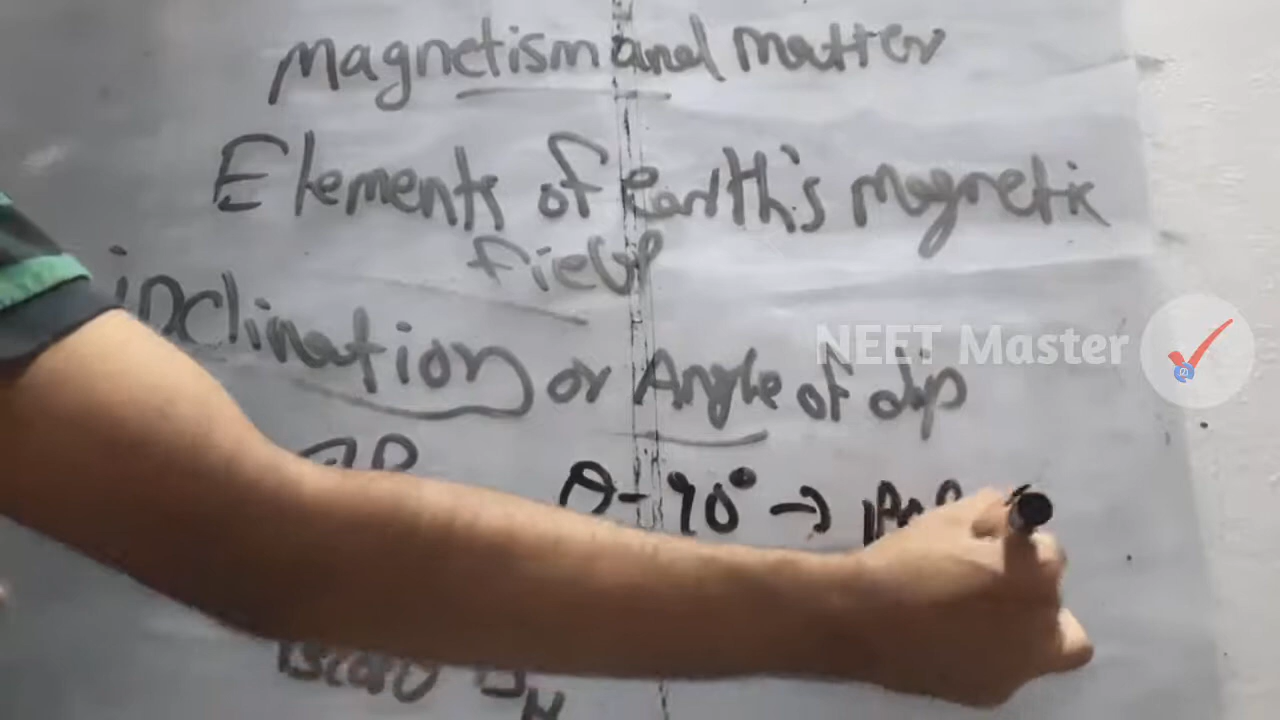 Magnetism and matter
Elements of earth's magnetic
field
inclination or Angle of dip
NEET Master
θ-90° →